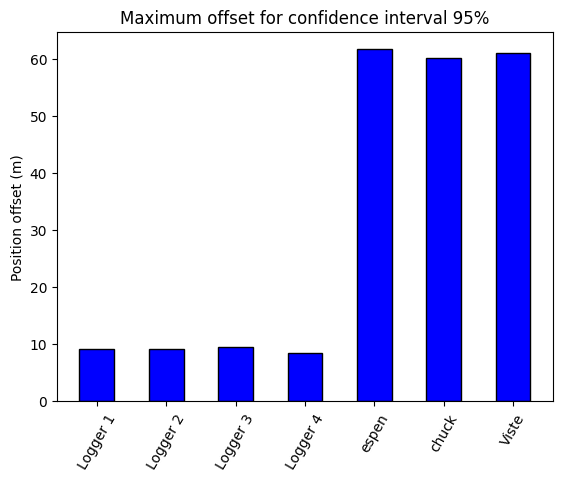 Maximum offset for confidence interval 95%
Position offset (m)
60
50
40
30
20
10
0
Logger 1
Logger 2
Logger 3
Logger 4
espen
chuck
Viste